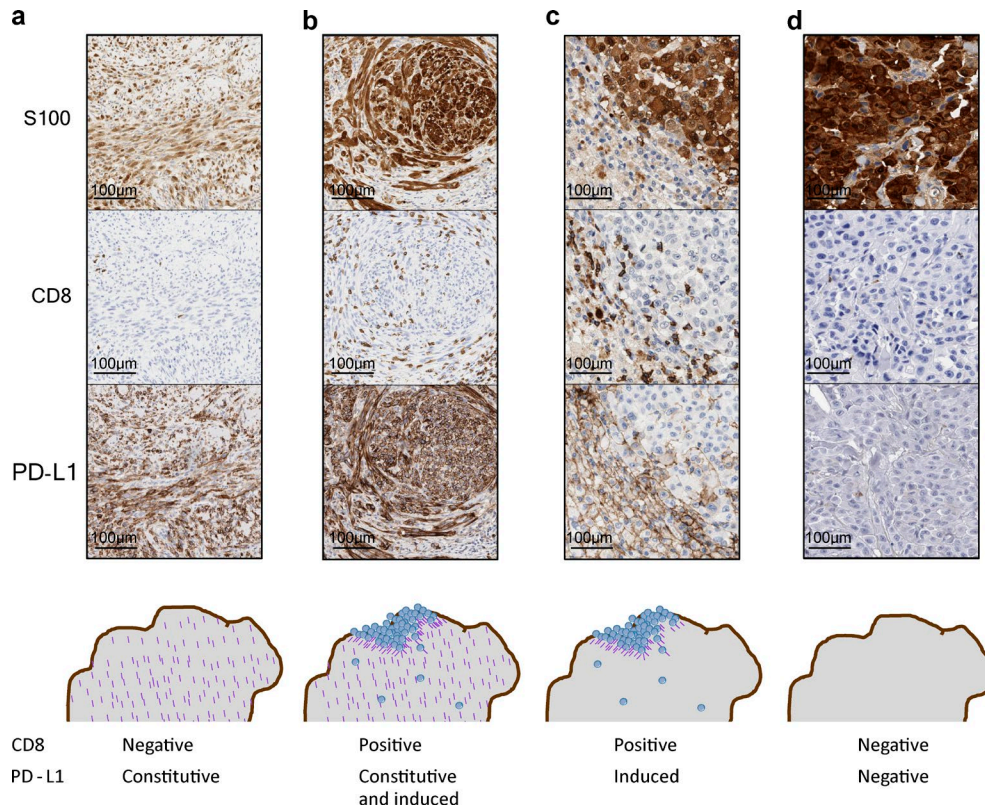 a b c d
S100
100μm 100μm 100μm 100μm
CD8
100μm 100μm 100μm 100μm
PD-L1
100μm 100μm 100μm 100μm
CD8 Negative Positive Positive Negative
PD - L1 Constitutive Constitutive Induced Negative
and induced